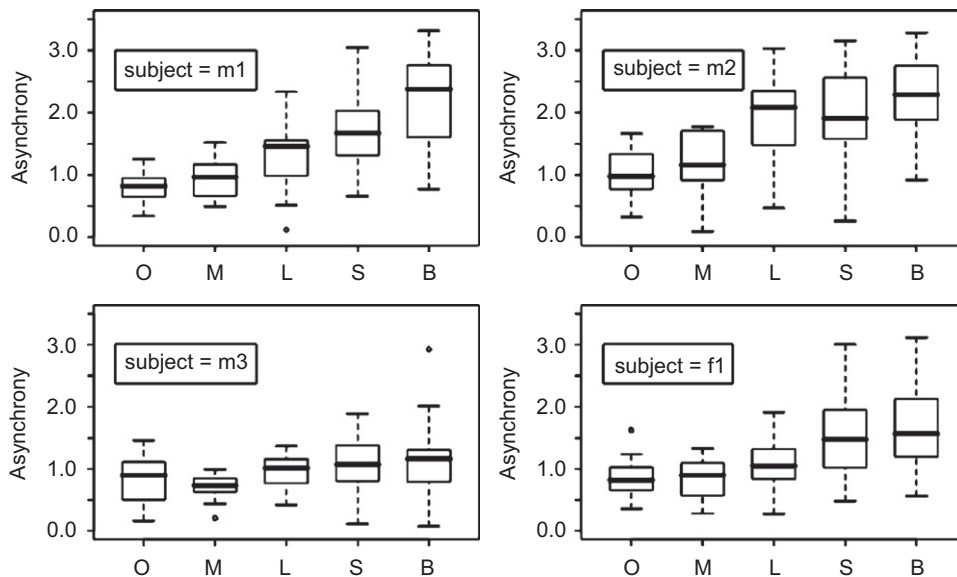 Asynchrony
3.0
2.0
1.0
0.0
subject = m1
O M L S B
Asynchrony
3.0
2.0
1.0
0.0
subject = m2
O M L S B
Asynchrony
3.0
2.0
1.0
0.0
subject = m3
O M L S B
Asynchrony
3.0
2.0
1.0
0.0
subject = f1
O M L S B